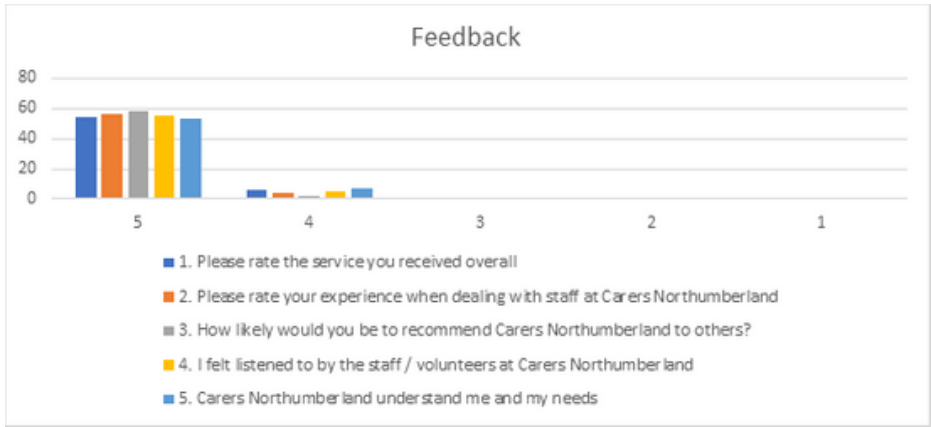 Feedback
80
60
40
20
0
5 4 3 2 1
1. Please rate the service you received overall
2. Please rate your experience when dealing with staff at Carers Northumberland
3. How likely would you be to recommend Carers Northumberland to others?
4. I felt listened to by the staff / volunteers at Carers Northumberland
5. Carers Northumberland understand me and my needs